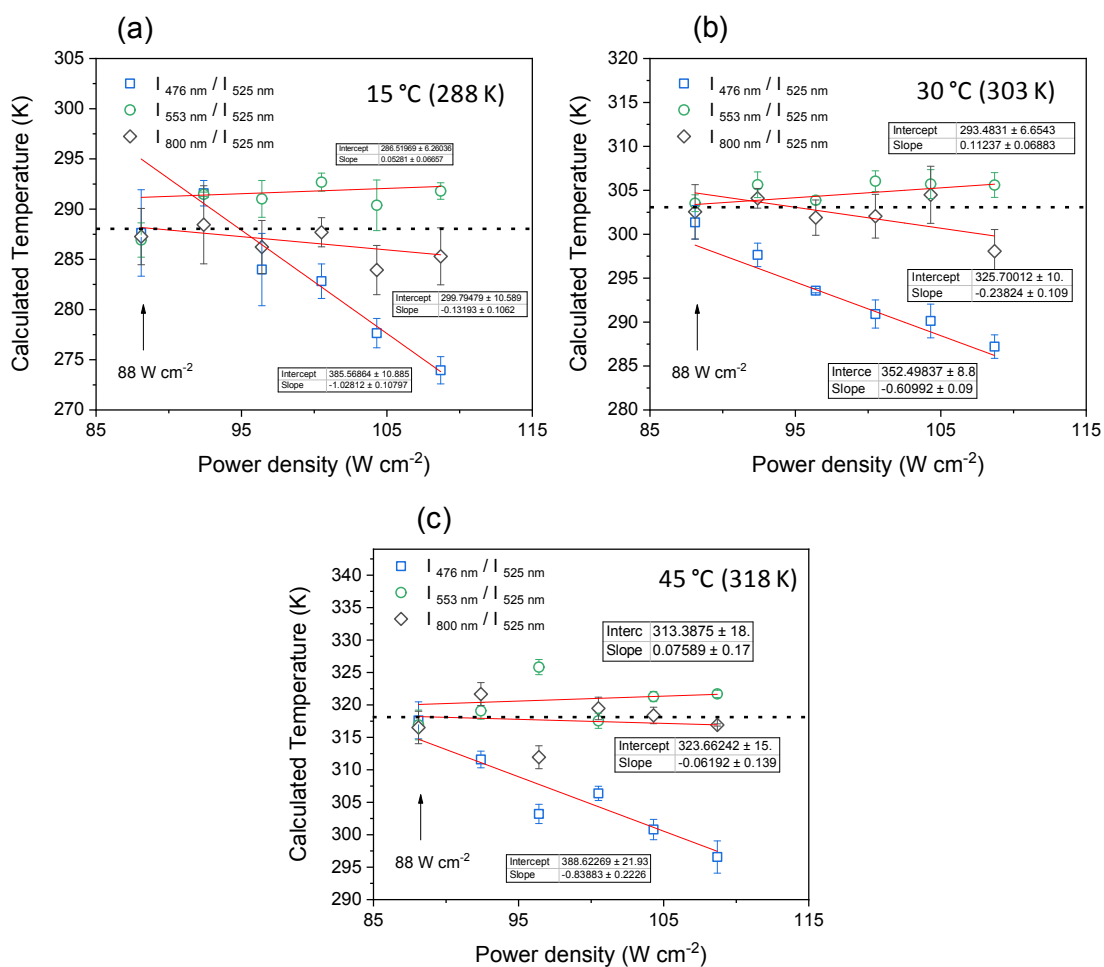 (a)
305
300
295
290
285
280
275
270
85
95
105
115
Calculated Temperature (K)
Power density (W cm-2)
I 476 nm / I 525 nm
I 553 nm / I 525 nm
I 800 nm / I 525 nm
15 °C (288 K)
Intercept 286.51969 ± 6.26036
Slope 0.05281 ± 0.06657
Intercept 299.79479 ± 10.589
Slope -0.13193 ± 0.1062
Intercept 385.56864 ± 10.885
Slope -1.02812 ± 0.10797
88 W cm-2
(b)
320
315
310
305
300
295
290
285
280
85
95
105
115
Calculated Temperature (K)
Power density (W cm-2)
I 476 nm / I 525 nm
I 553 nm / I 525 nm
I 800 nm / I 525 nm
30 °C (303 K)
Intercept 293.4831 ± 6.6543
Slope 0.11237 ± 0.06883
Intercept 325.70012 ± 10.
Slope -0.23824 ± 0.109
Interce 352.49837 ± 8.8
Slope -0.60992 ± 0.09
88 W cm-2
(c)
340
335
330
325
320
315
310
305
300
295
290
85
95
105
115
Calculated Temperature (K)
Power density (W cm-2)
I 476 nm / I 525 nm
I 553 nm / I 525 nm
I 800 nm / I 525 nm
45 °C (318 K)
Interc 313.3875 ± 18.
Slope 0.07589 ± 0.17
Intercept 323.66242 ± 15.
Slope -0.06192 ± 0.139
Intercept 388.62269 ± 21.93
Slope -0.83883 ± 0.2226
88 W cm-2